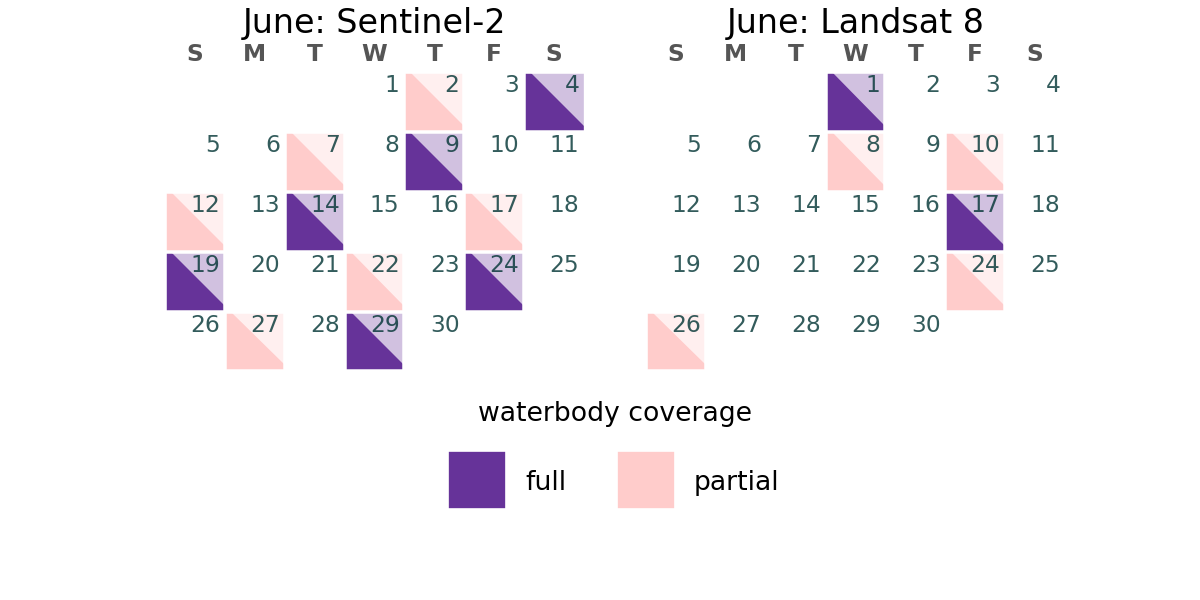 June: Sentinel-2
S M T W T F S
1 2 3 4
5 6 7 8 9 10 11
12 13 14 15 16 17 18
19 20 21 22 23 24 25
26 27 28 29 30
June: Landsat 8
S M T W T F S
1 2 3 4
5 6 7 8 9 10 11
12 13 14 15 16 17 18
19 20 21 22 23 24 25
26 27 28 29 30
waterbody coverage
full partial